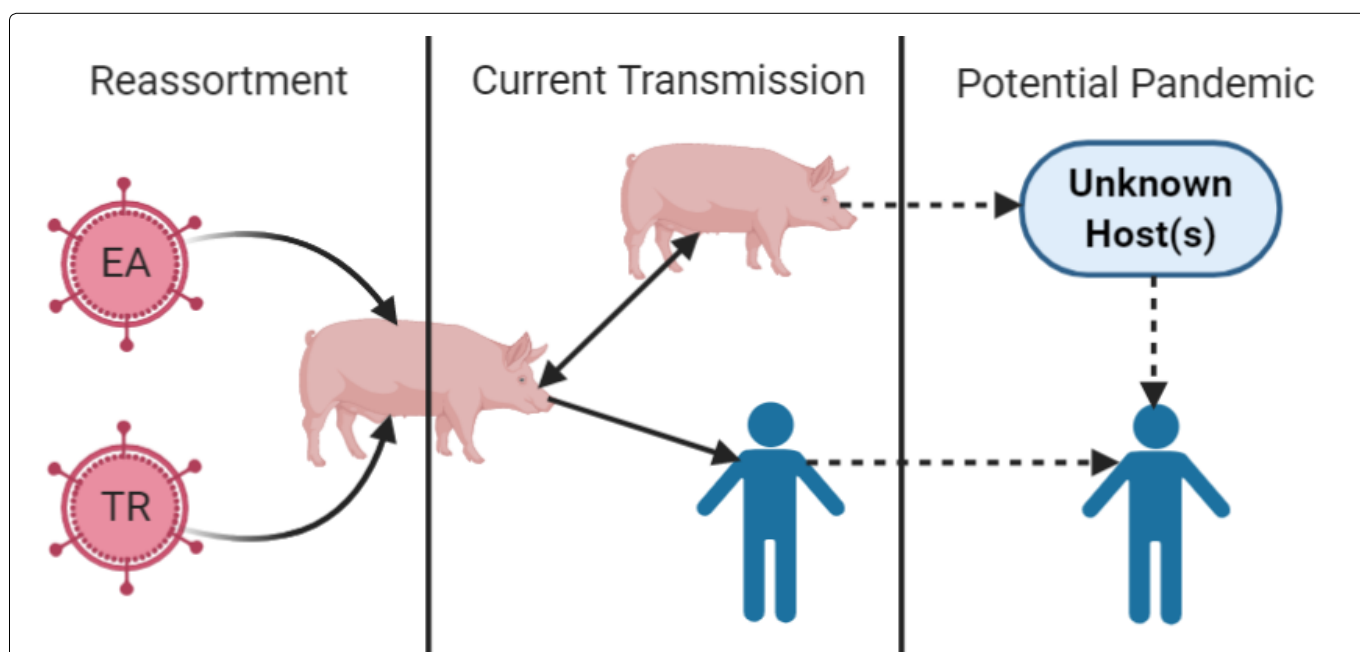 Reassortment
Current Transmission
Potential Pandemic
EA
TR
Unknown
Host(s)